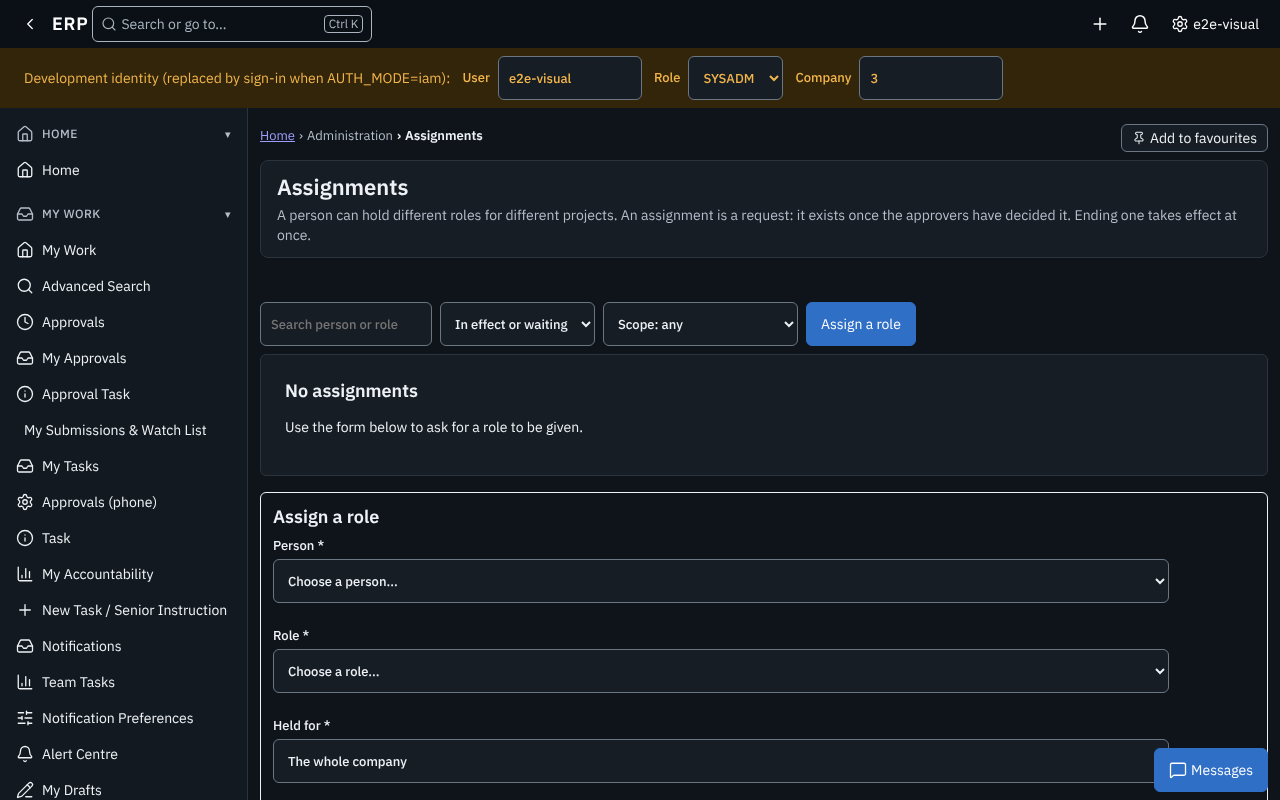 ERP
Search or go to...
Ctrl K
e2e-visual
Development identity (replaced by sign-in when AUTH_MODE=iam):
User
e2e-visual
Role
SYSADM
Company
3
HOME
Home
MY WORK
My Work
Advanced Search
Approvals
My Approvals
Approval Task
My Submissions & Watch List
My Tasks
Approvals (phone)
Task
My Accountability
New Task / Senior Instruction
Notifications
Team Tasks
Notification Preferences
Alert Centre
My Drafts
Home › Administration › Assignments
Add to favourites
Assignments
A person can hold different roles for different projects. An assignment is a request: it exists once the approvers have decided it. Ending one takes effect at
once.
Search person or role
In effect or waiting
Scope: any
Assign a role
No assignments
Use the form below to ask for a role to be given.
Assign a role
Person *
Choose a person...
Role *
Choose a role...
Held for *
The whole company
Messages